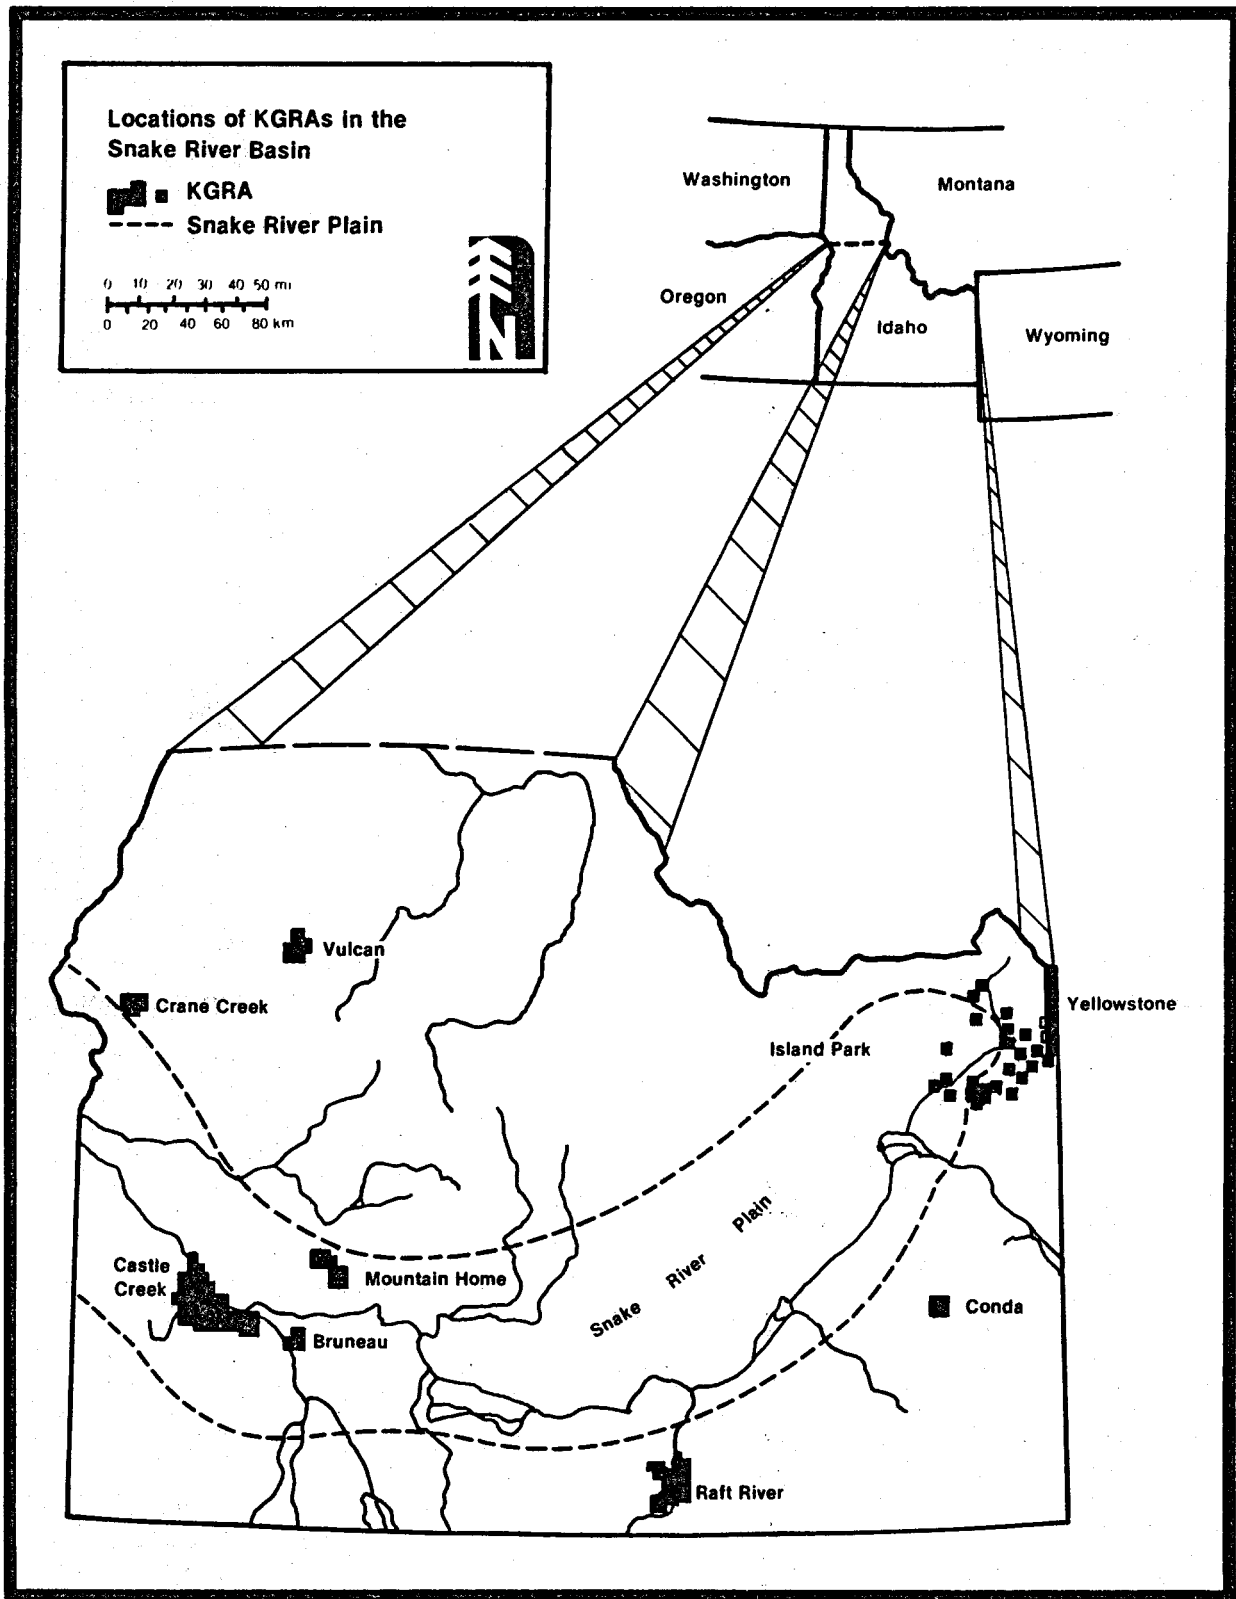 Locations of KGRAs in the
Snake River Basin
KGRA
Snake River Plain
0 10 20 30 40 50 mi
0 20 40 60 80 km
N
Washington
Montana
Oregon
Idaho
Wyoming
Vulcan
Crane Creek
Yellowstone
Island Park
Snake River Plain
Castle
Creek
Mountain Home
Conda
Bruneau
Raft River